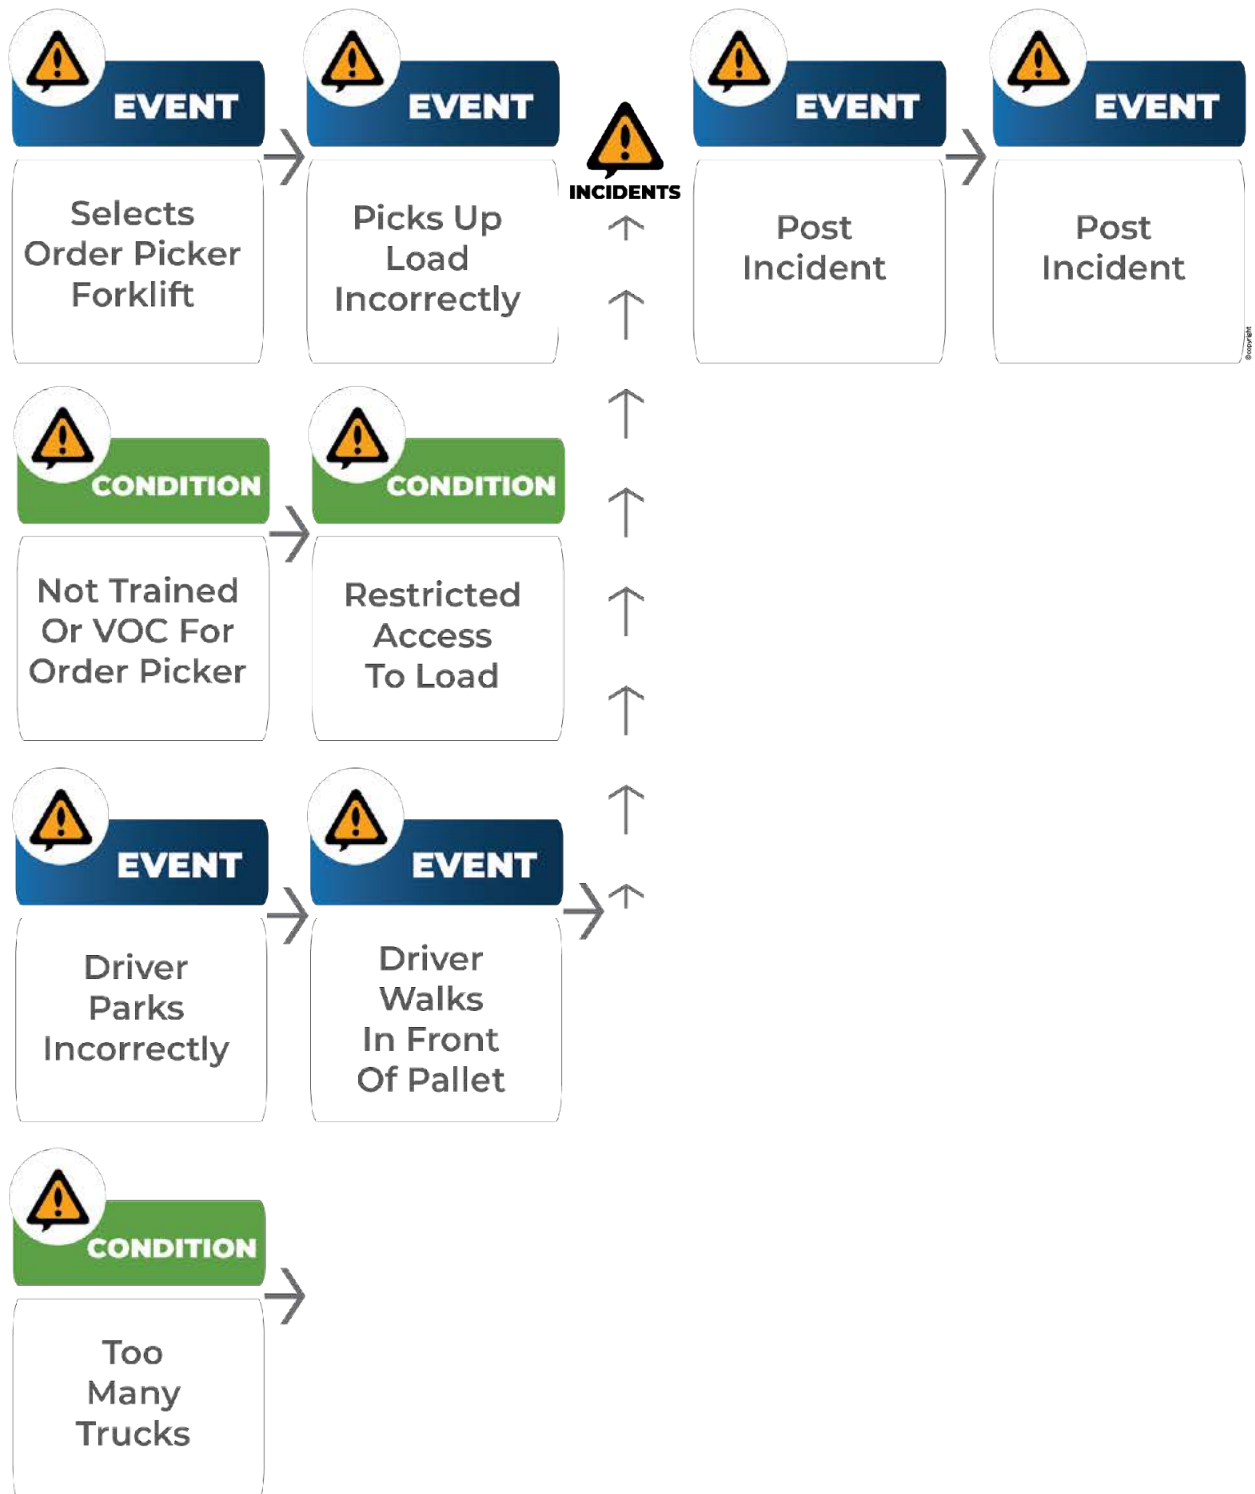 EVENT
Selects
Order Picker
Forklift
EVENT
Picks Up
Load
Incorrectly
INCIDENTS
EVENT
Post
Incident
EVENT
Post
Incident
©copyright
CONDITION
Not Trained
Or VOC For
Order Picker
CONDITION
Restricted
Access
To Load
EVENT
Driver
Parks
Incorrectly
EVENT
Driver
Walks
In Front
Of Pallet
CONDITION
Too
Many
Trucks